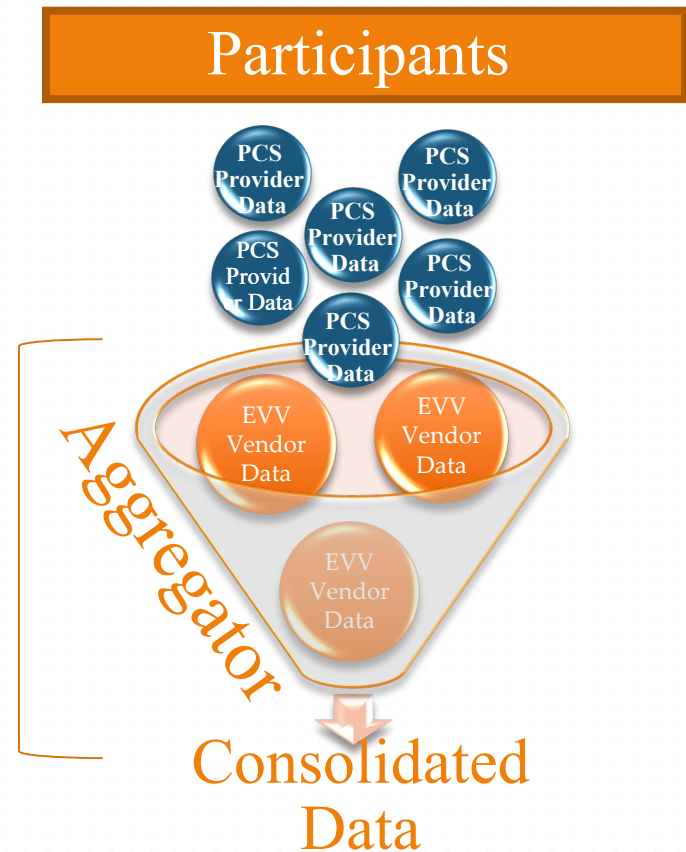 Participants
PCS
Provider
Data
PCS
Provider
Data
PCS
Provider
Data
PCS
Provid
er Data
PCS
Provider
Data
PCS
Provider
Data
EVV
Vendor
Data
EVV
Vendor
Data
EVV
Vendor
Data
Aggregator
Consolidated
Data